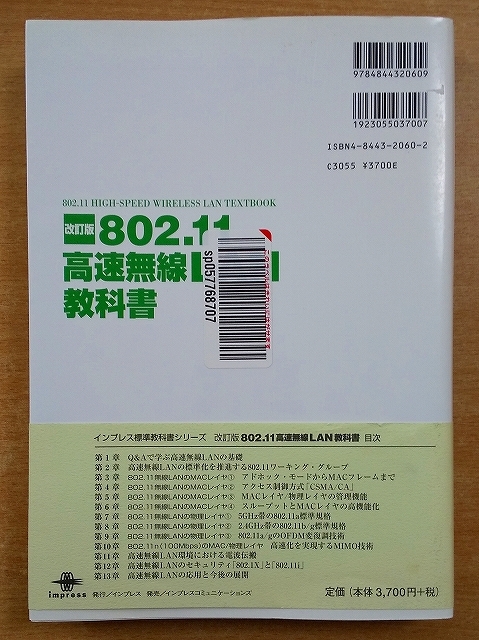 9784844320609
1923055037007
ISBN4-8443-2060-2
C3055 ¥3700E
802.11 HIGH-SPEED WIRELESS LAN TEXTBOOK
改訂版 802.11
高速無線
教科書
sp057768707
インプレス標準教科書シリーズ 改訂版 802.11高速無線LAN教科書 目次
第1章 Q&Aで学ぶ高速無線LANの基礎
第2章 高速無線LANの標準化を推進する802.11ワーキング・グループ
第3章 802.11無線LANのMACレイヤ① アドホック・モードからMACフレームまで
第4章 802.11無線LANのMACレイヤ② アクセス制御方式「CSMA/CA」
第5章 802.11無線LANのMACレイヤ③ MACレイヤ/物理レイヤの管理機能
第6章 802.11無線LANのMACレイヤ④ スループットとMACレイヤの高機能化
第7章 802.11無線LANの物理レイヤ① 5GHz帯の802.11a標準規格
第8章 802.11無線LANの物理レイヤ② 2.4GHz帯の802.11b/g標準規格
第9章 802.11無線LANの物理レイヤ③ 802.11a/gのOFDM変復調技術
第10章 802.11n(100Mbps)のMAC/物理レイヤ 高速化を実現するMIMO技術
第11章 高速無線LAN環境における電波伝搬
第12章 高速無線LANのセキュリティ「802.1X」と「802.11i」
第13章 高速無線LANの応用と今後の展開
impress
発行/インプレス 発売/インプレスコミュニケーションズ
定価(本体3,700円+税)